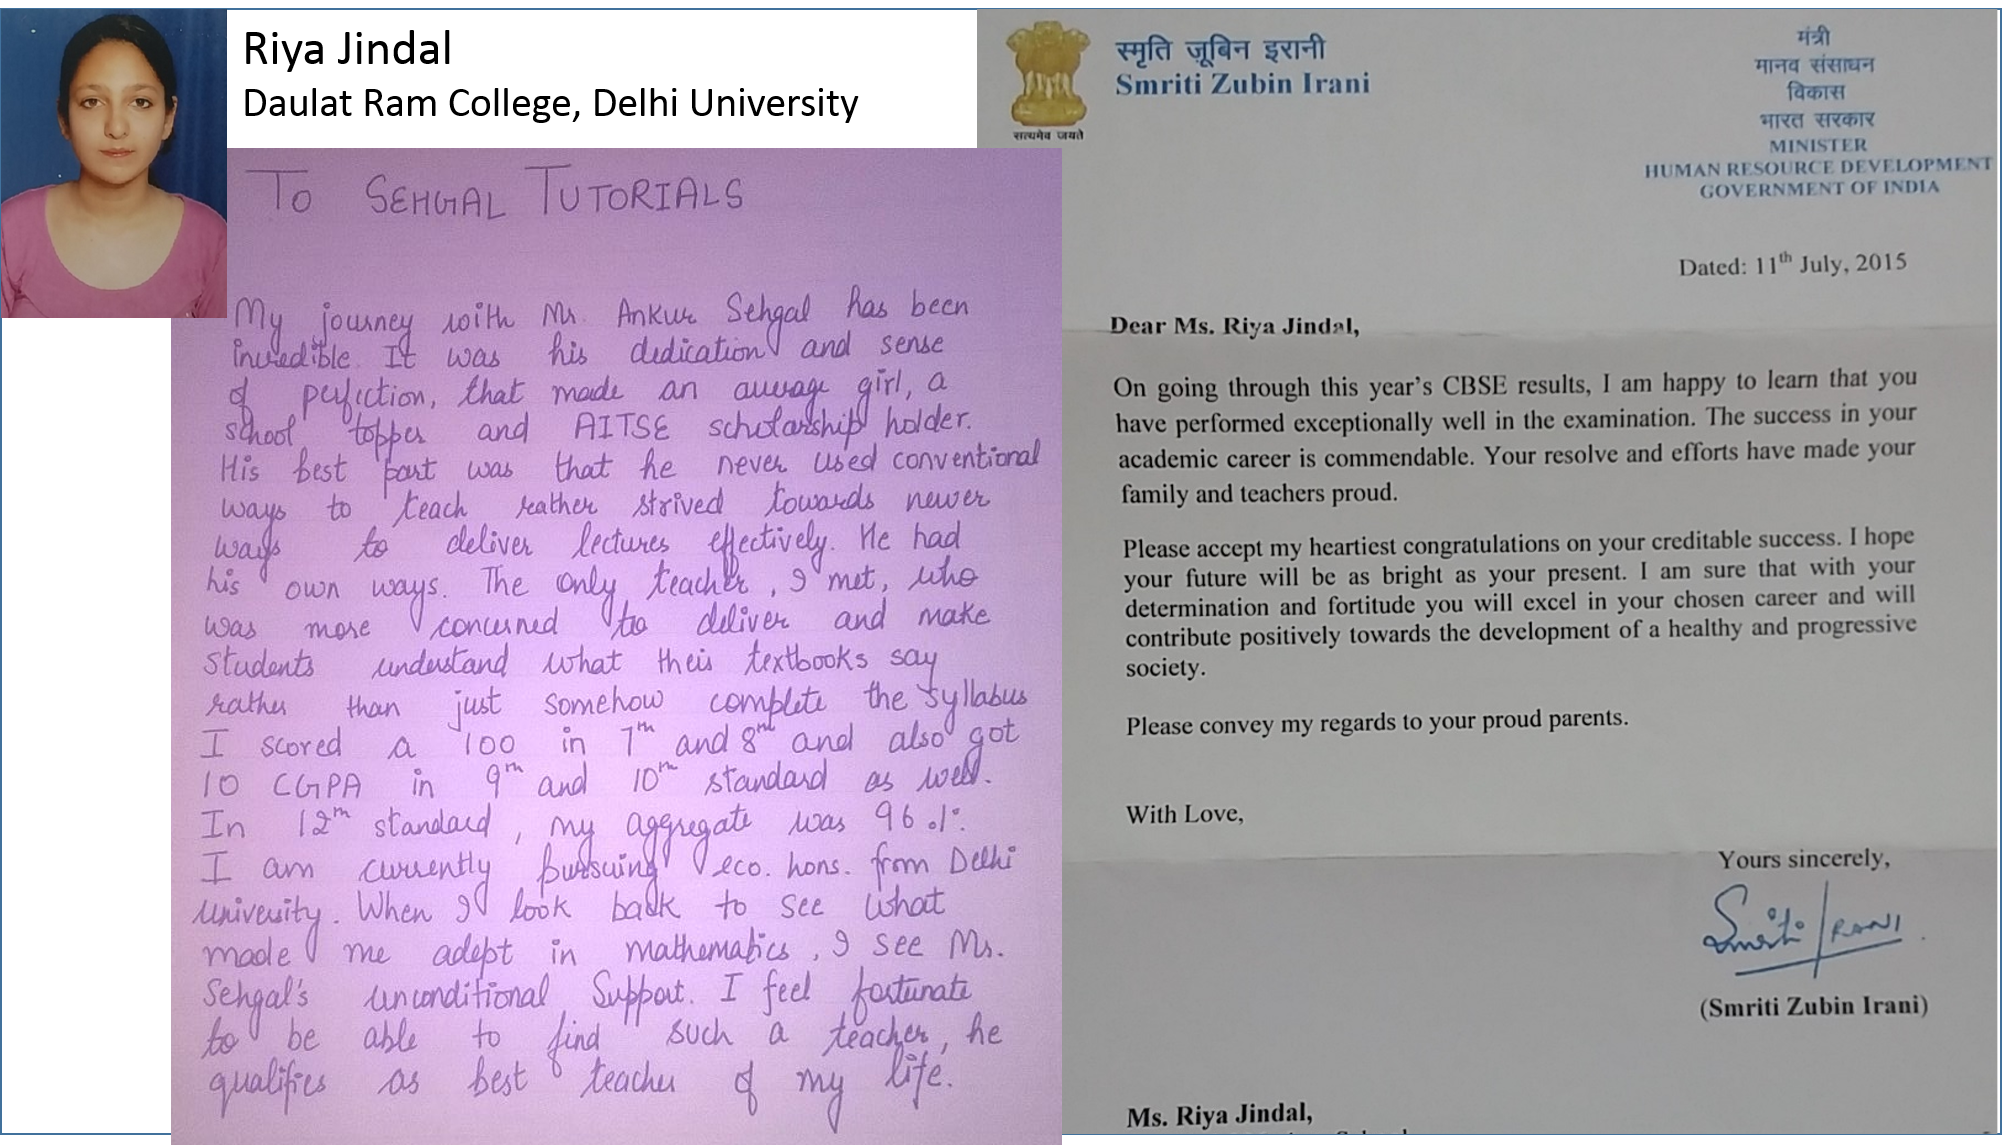 Riya Jindal
Daulat Ram College, Delhi University
TO SEHGAL TUTORIALS
My journey with Mr. Ankur Sehgal has been
incredible. It was his dedication and sense
of perfection, that made an average girl, a
school topper and AITSE scholarship holder.
His best part was that he never used conventional
ways to teach rather strived towards newer
ways to deliver lectures effectively. He had
his own ways. The only teacher, I met, who
was more concerned to deliver and make
students understand what their textbooks say
rather than just somehow complete the syllabus
I scored a 100 in 7th and 8th and also got
10 CGPA in 9th and 10th standard as well.
In 12th standard, my aggregate was 96%.
I am currently pursuing eco. hons. from Delhi
University. When I look back to see what
made me adept in mathematics, I see Mr.
Sehgal's unconditional Support. I feel fortunate
to be able to find such a teacher, he
qualifies as best teacher of my life.
सत्यमेव जयते
स्मृति ज़ूबिन इरानी
Smriti Zubin Irani
मंत्री
मानव संसाधन
विकास
भारत सरकार
MINISTER
HUMAN RESOURCE DEVELOPMENT
GOVERNMENT OF INDIA
Dated: 11th July, 2015
Dear Ms. Riya Jindal,
On going through this year's CBSE results, I am happy to learn that you
have performed exceptionally well in the examination. The success in your
academic career is commendable. Your resolve and efforts have made your
family and teachers proud.
Please accept my heartiest congratulations on your creditable success. I hope
your future will be as bright as your present. I am sure that with your
determination and fortitude you will excel in your chosen career and will
contribute positively towards the development of a healthy and progressive
society.
Please convey my regards to your proud parents.
With Love,
Yours sincerely,
Smriti IRANI
(Smriti Zubin Irani)
Ms. Riya Jindal,